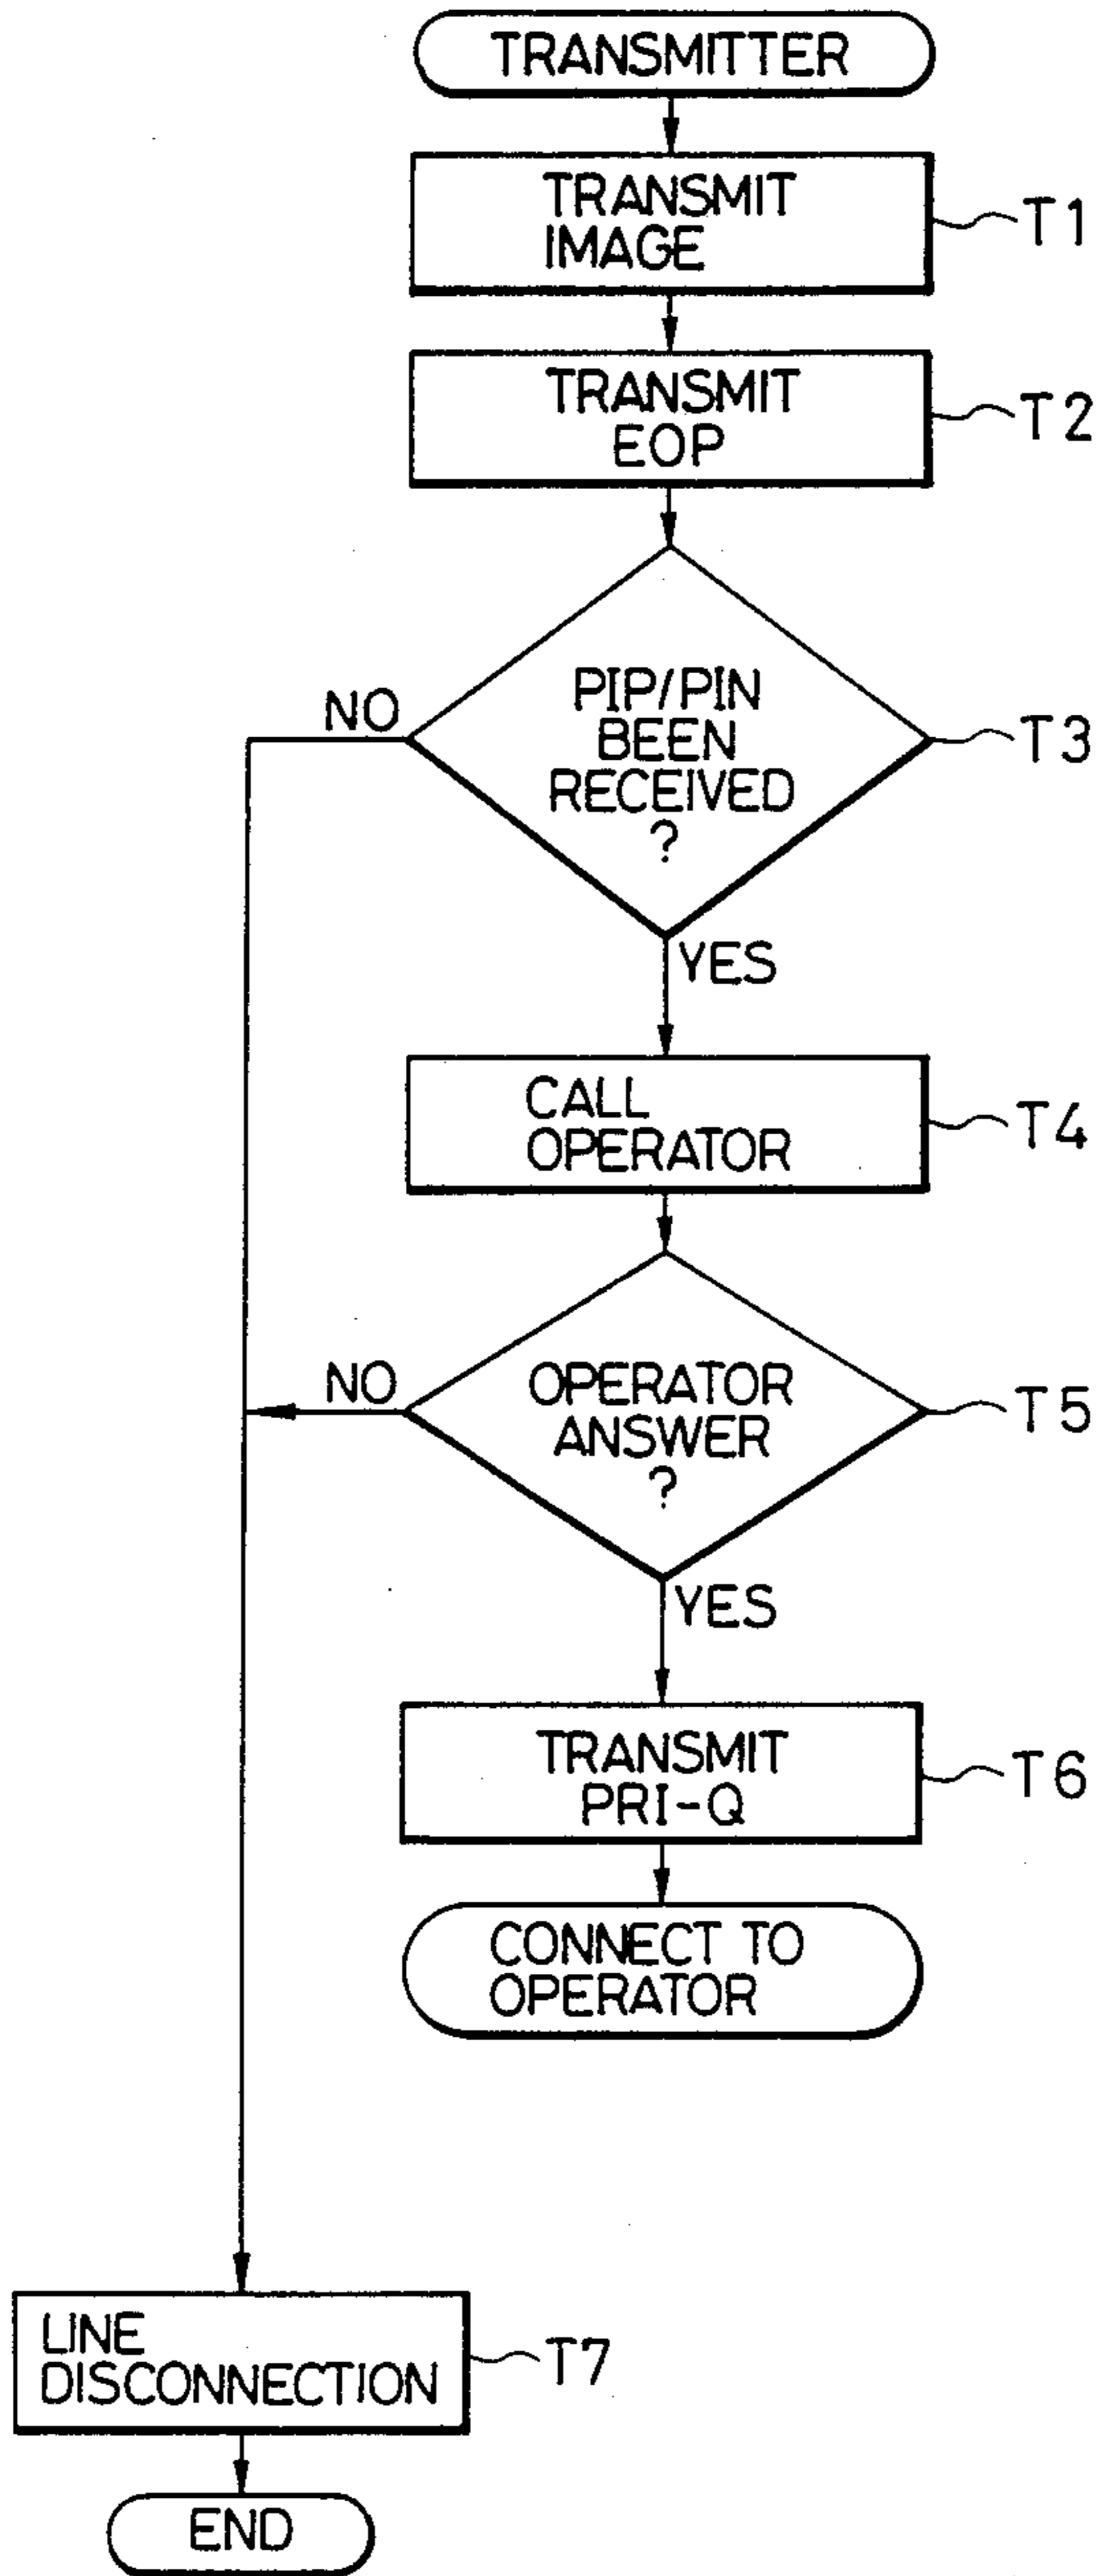 TRANSMITTER
TRANSMIT
IMAGE
T1
TRANSMIT
EOP
T2
PIP/PIN
BEEN
RECEIVED
?
T3
NO
YES
CALL
OPERATOR
T4
OPERATOR
ANSWER
?
T5
NO
YES
TRANSMIT
PRI-Q
T6
CONNECT TO
OPERATOR
LINE
DISCONNECTION
T7
END